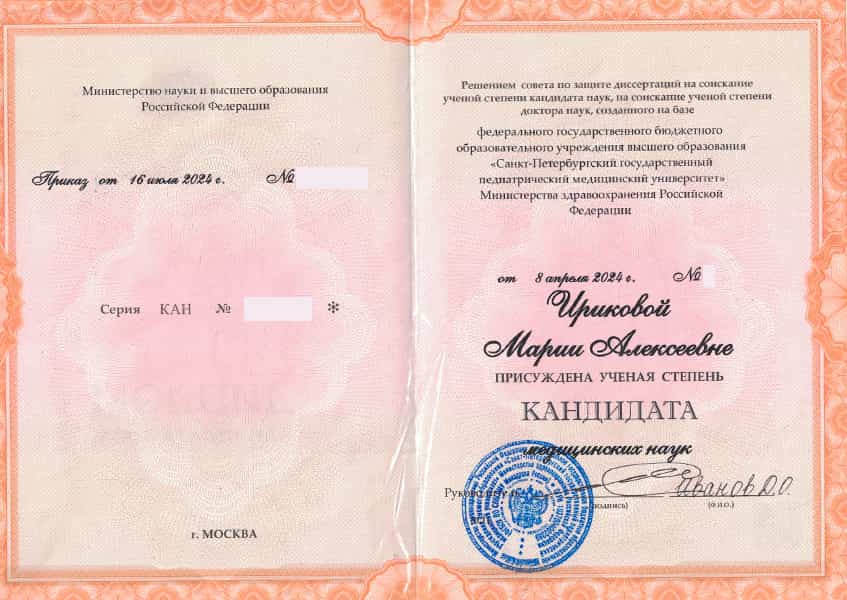 Министерство науки и высшего образования
Российской Федерации
Приказ от 16 июля 2024 г. №
Серия КАН №
г. МОСКВА
Решением совета по защите диссертаций на соискание
ученой степени кандидата наук, на соискание ученой степени
доктора наук, созданного на базе
федерального государственного бюджетного
образовательного учреждения высшего образования
«Санкт-Петербургский государственный
педиатрический медицинский университет»
Министерства здравоохранения Российской
Федерации
от 8 апреля 2024 г. №
Уриковой
Марии Алексеевне
ПРИСУЖДЕНА УЧЕНАЯ СТЕПЕНЬ
КАНДИДАТА
медицинских наук
Иванов Д.О.
(подпись) (Ф.И.О.)